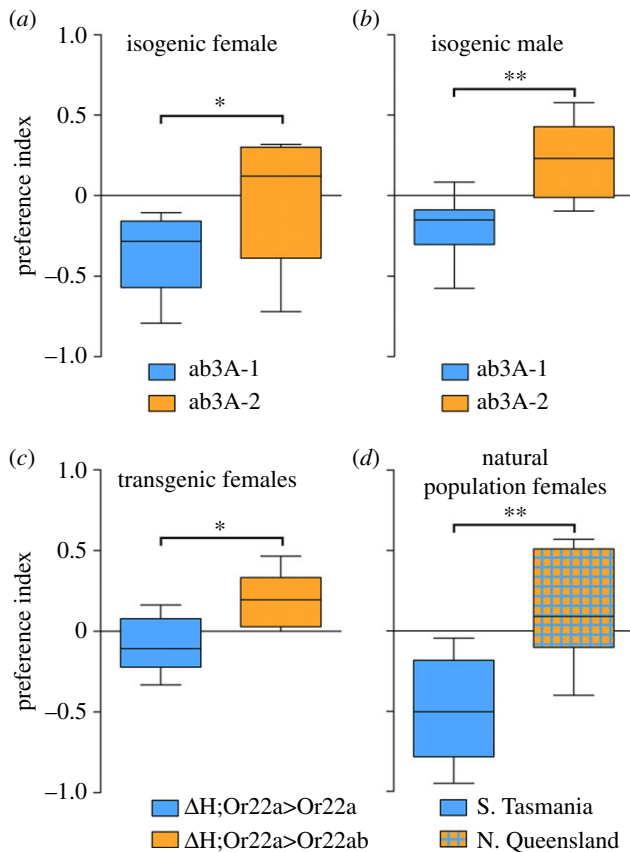 (a)
isogenic female
1.0
0.5
0
–0.5
–1.0
preference index
*
ab3A-1
ab3A-2
(b)
isogenic male
**
ab3A-1
ab3A-2
(c)
transgenic females
1.0
0.5
0
–0.5
–1.0
preference index
*
ΔH;Or22a>Or22a
ΔH;Or22a>Or22ab
(d)
natural
population females
**
S. Tasmania
N. Queensland